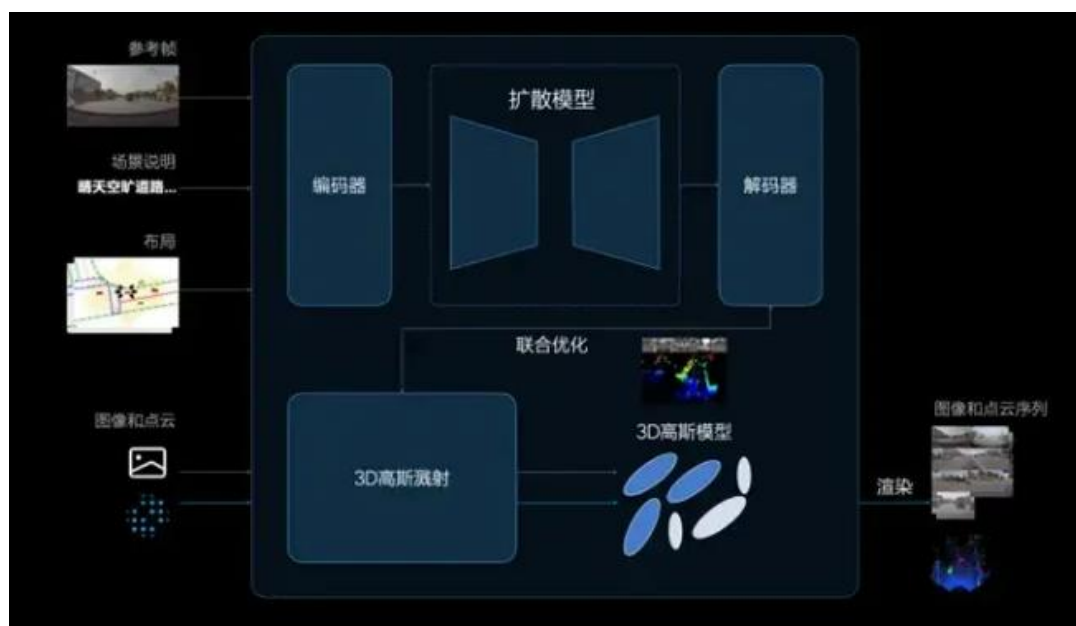 参考帧
场景说明
晴天空旷道路...
布局
图像和点云
编码器
扩散模型
解码器
联合优化
3D高斯溅射
3D高斯模型
渲染
图像和点云序列